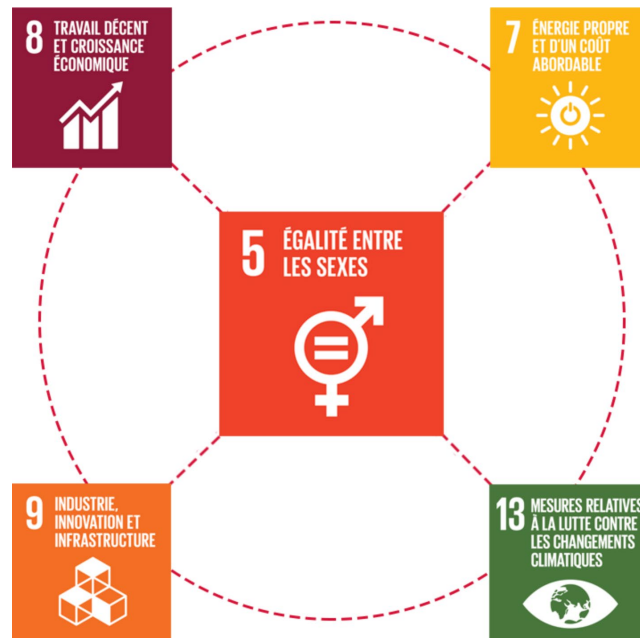 8 TRAVAIL DÉCENT
ET CROISSANCE
ÉCONOMIQUE
7 ÉNERGIE PROPRE
ET D'UN COÛT
ABORDABLE
5 ÉGALITÉ ENTRE
LES SEXES
9 INDUSTRIE,
INNOVATION ET
INFRASTRUCTURE
13 MESURES RELATIVES
À LA LUTTE CONTRE
LES CHANGEMENTS
CLIMATIQUES